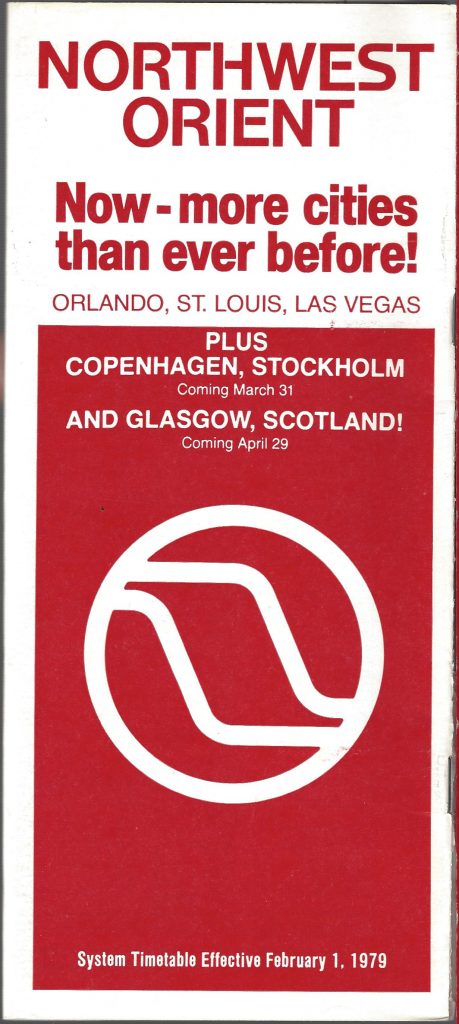 NORTHWEST
ORIENT
Now - more cities
than ever before!
ORLANDO, ST. LOUIS, LAS VEGAS
PLUS
COPENHAGEN, STOCKHOLM
Coming March 31
AND GLASGOW, SCOTLAND!
Coming April 29
System Timetable Effective February 1, 1979